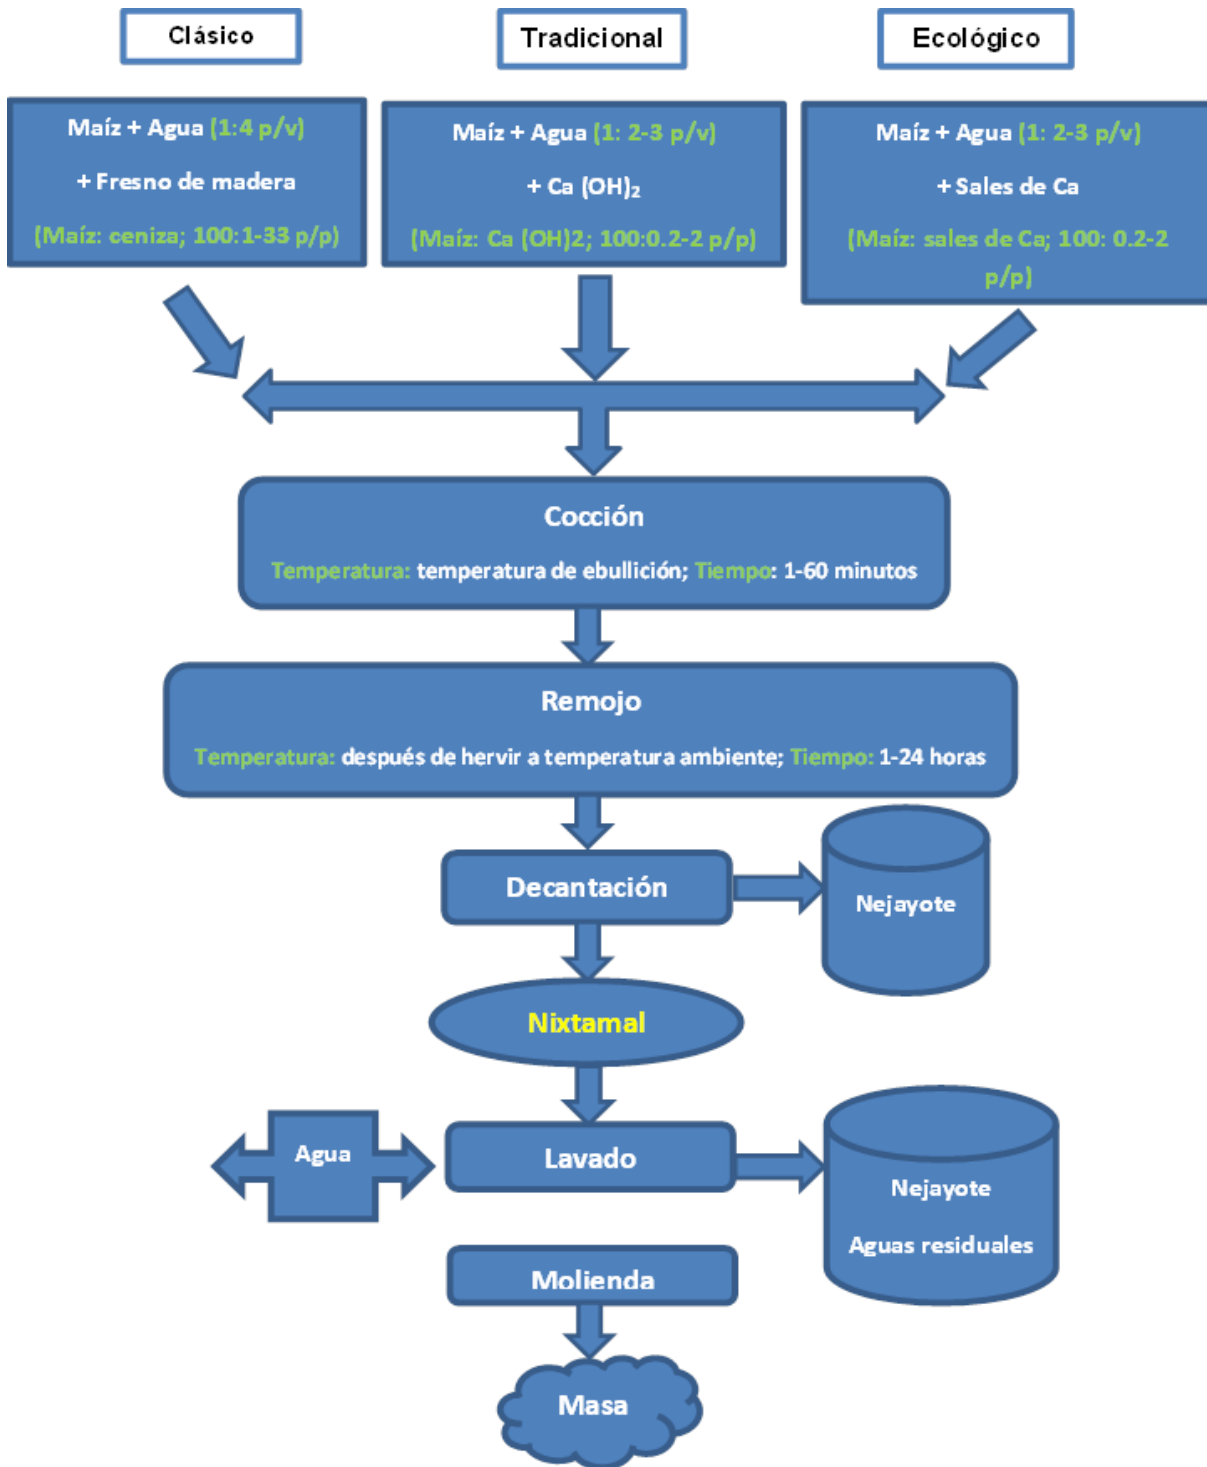 Clásico
Tradicional
Ecológico
Maíz + Agua (1:4 p/v)
+ Fresno de madera
(Maíz: ceniza; 100:1-33 p/p)
Maíz + Agua (1: 2-3 p/v)
+ Ca (OH)₂
(Maíz: Ca (OH)2; 100:0.2-2 p/p)
Maíz + Agua (1: 2-3 p/v)
+ Sales de Ca
(Maíz: sales de Ca; 100: 0.2-2
p/p)
Cocción
Temperatura: temperatura de ebullición; Tiempo: 1-60 minutos
Remojo
Temperatura: después de hervir a temperatura ambiente; Tiempo: 1-24 horas
Decantación
Nejayote
Nixtamal
Agua
Lavado
Nejayote
Aguas residuales
Molienda
Masa